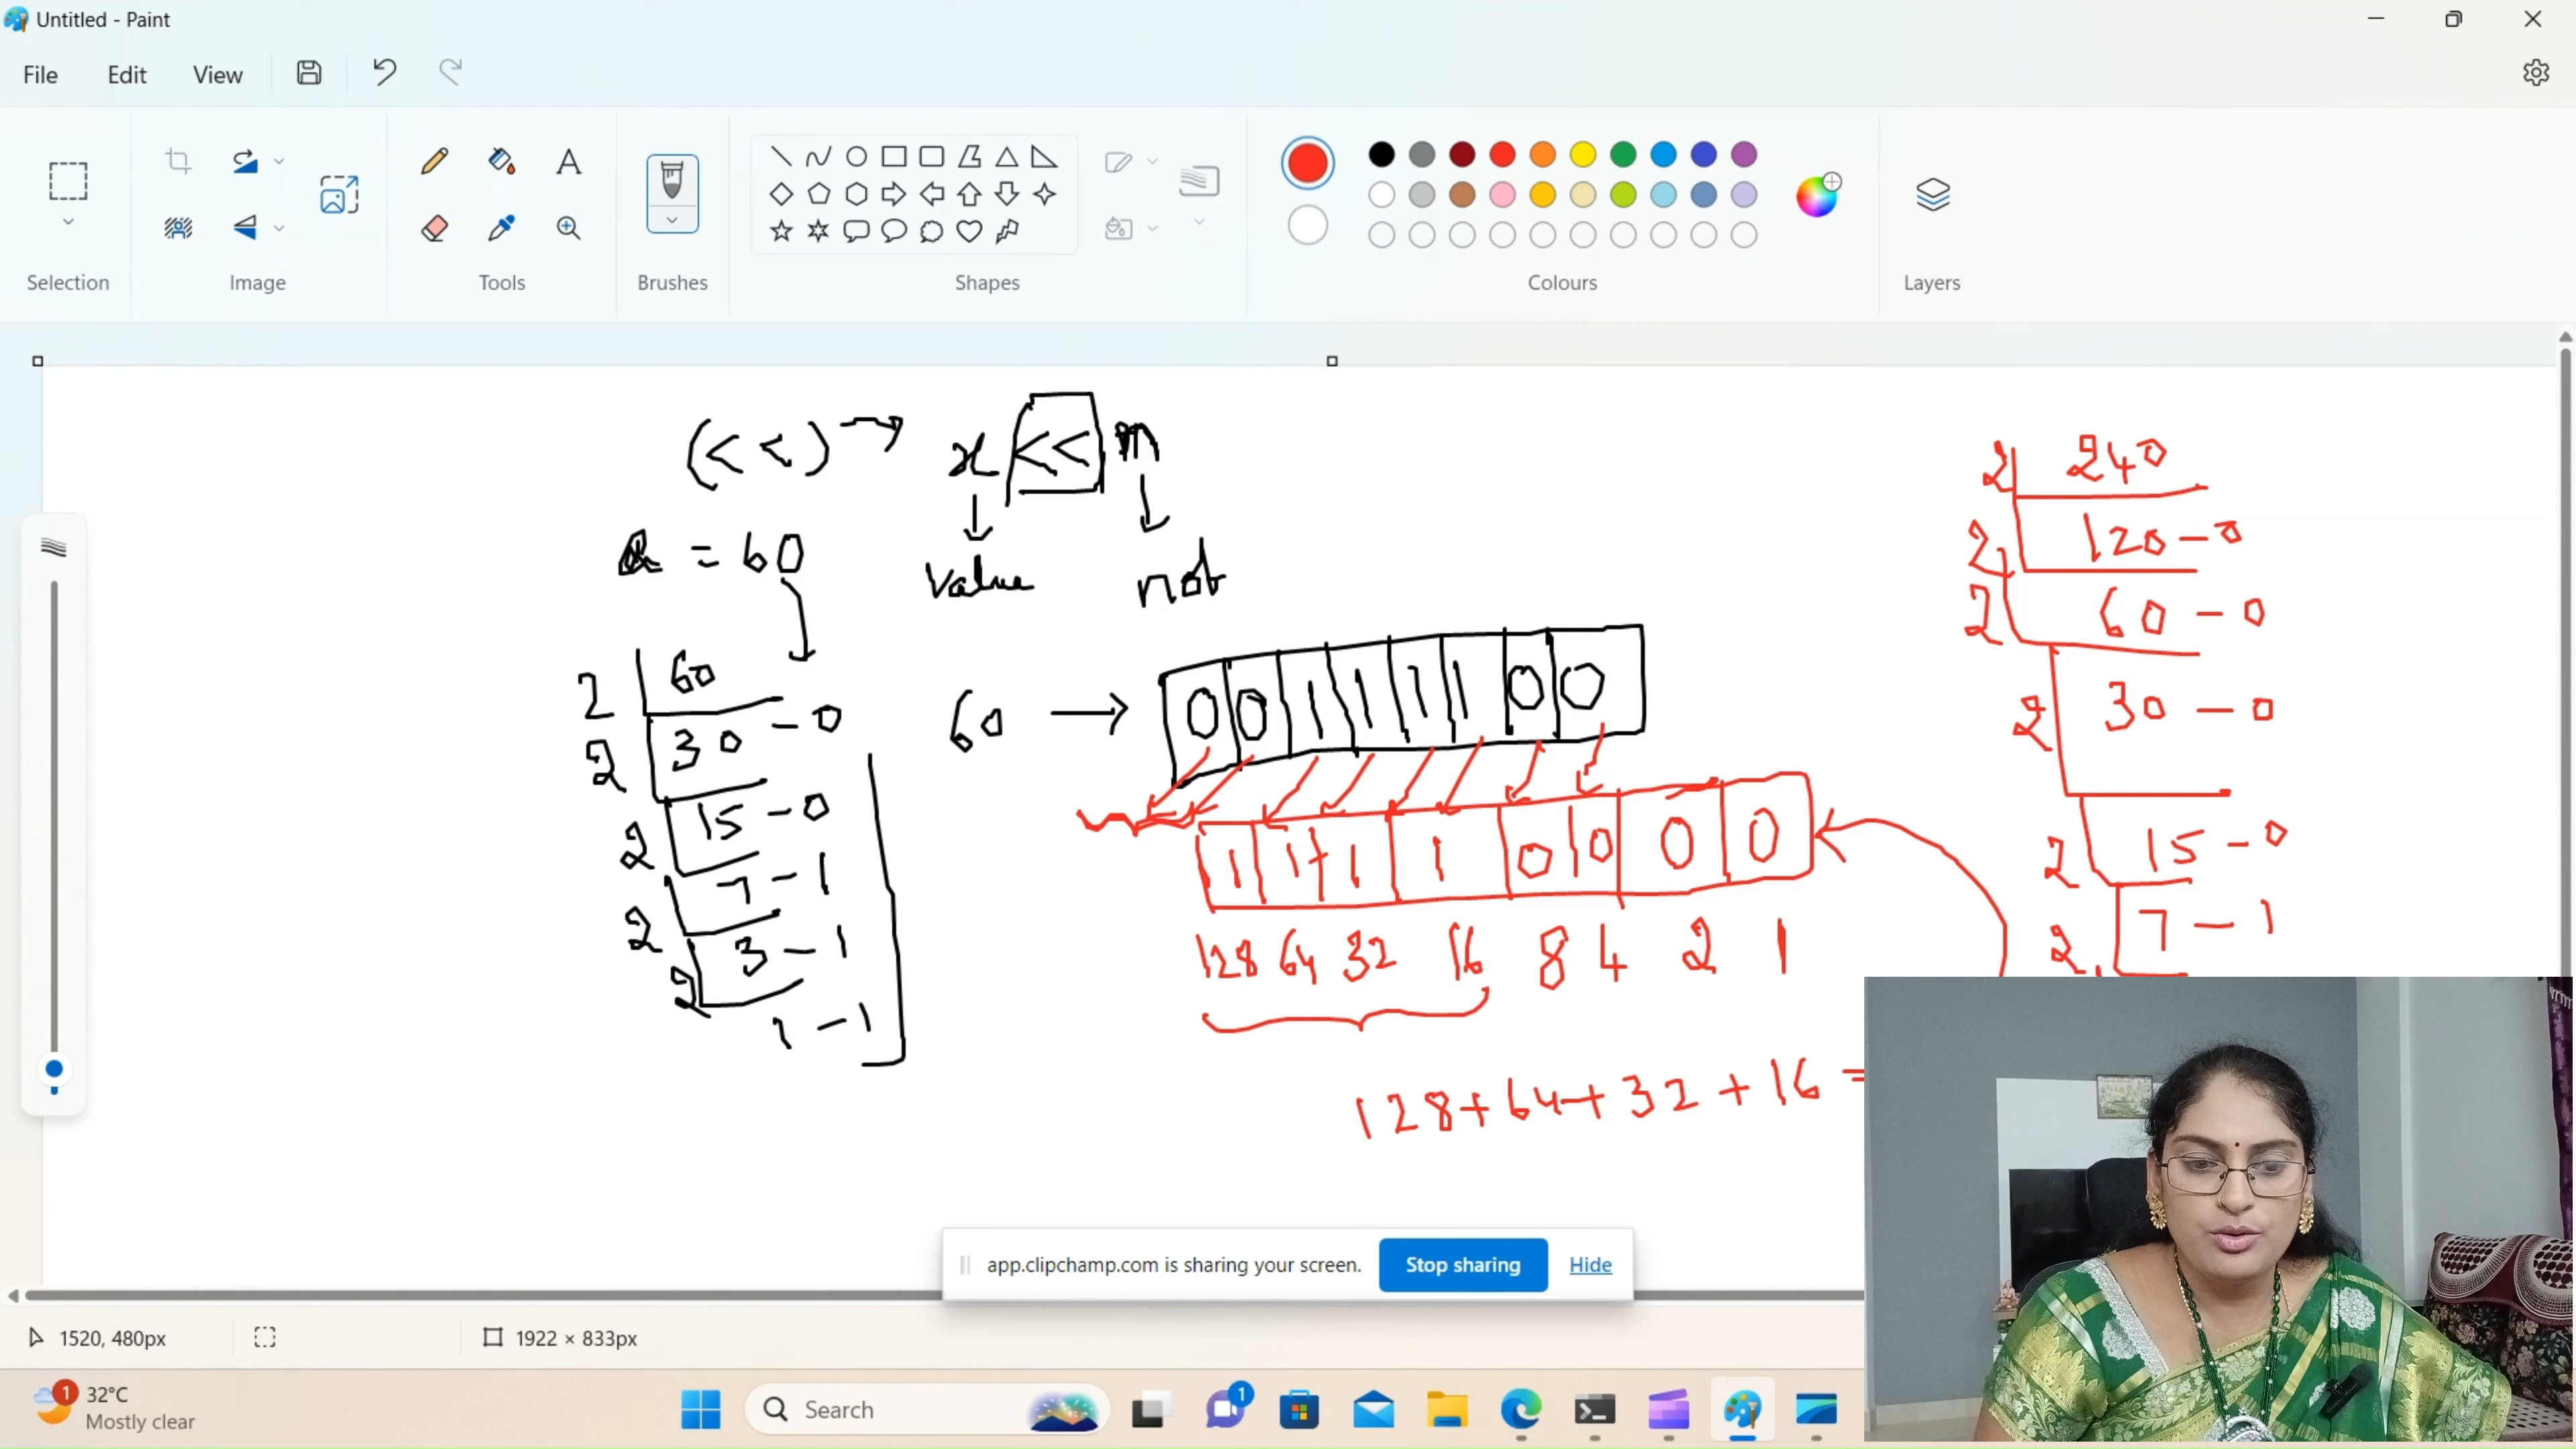 Untitled - Paint
File Edit View
Selection Image Tools Brushes Shapes Colours Layers
(<<) → x << m
a = 60
value nob
2 60
2 30 - 0
2 15 - 0
2 7 - 1
2 3 - 1
1 - 1
60 → 0 0 1 1 1 1 0 0
1 1 1 1 0 0 0 0
128 64 32 16 8 4 2 1
128+64+32+16=
2 240
2 120-0
2 60-0
2 30-0
2 15-0
2 7-1
app.clipchamp.com is sharing your screen. Stop sharing Hide
1520, 480px 1922 × 833px
1 32°C
Mostly clear
Search
1